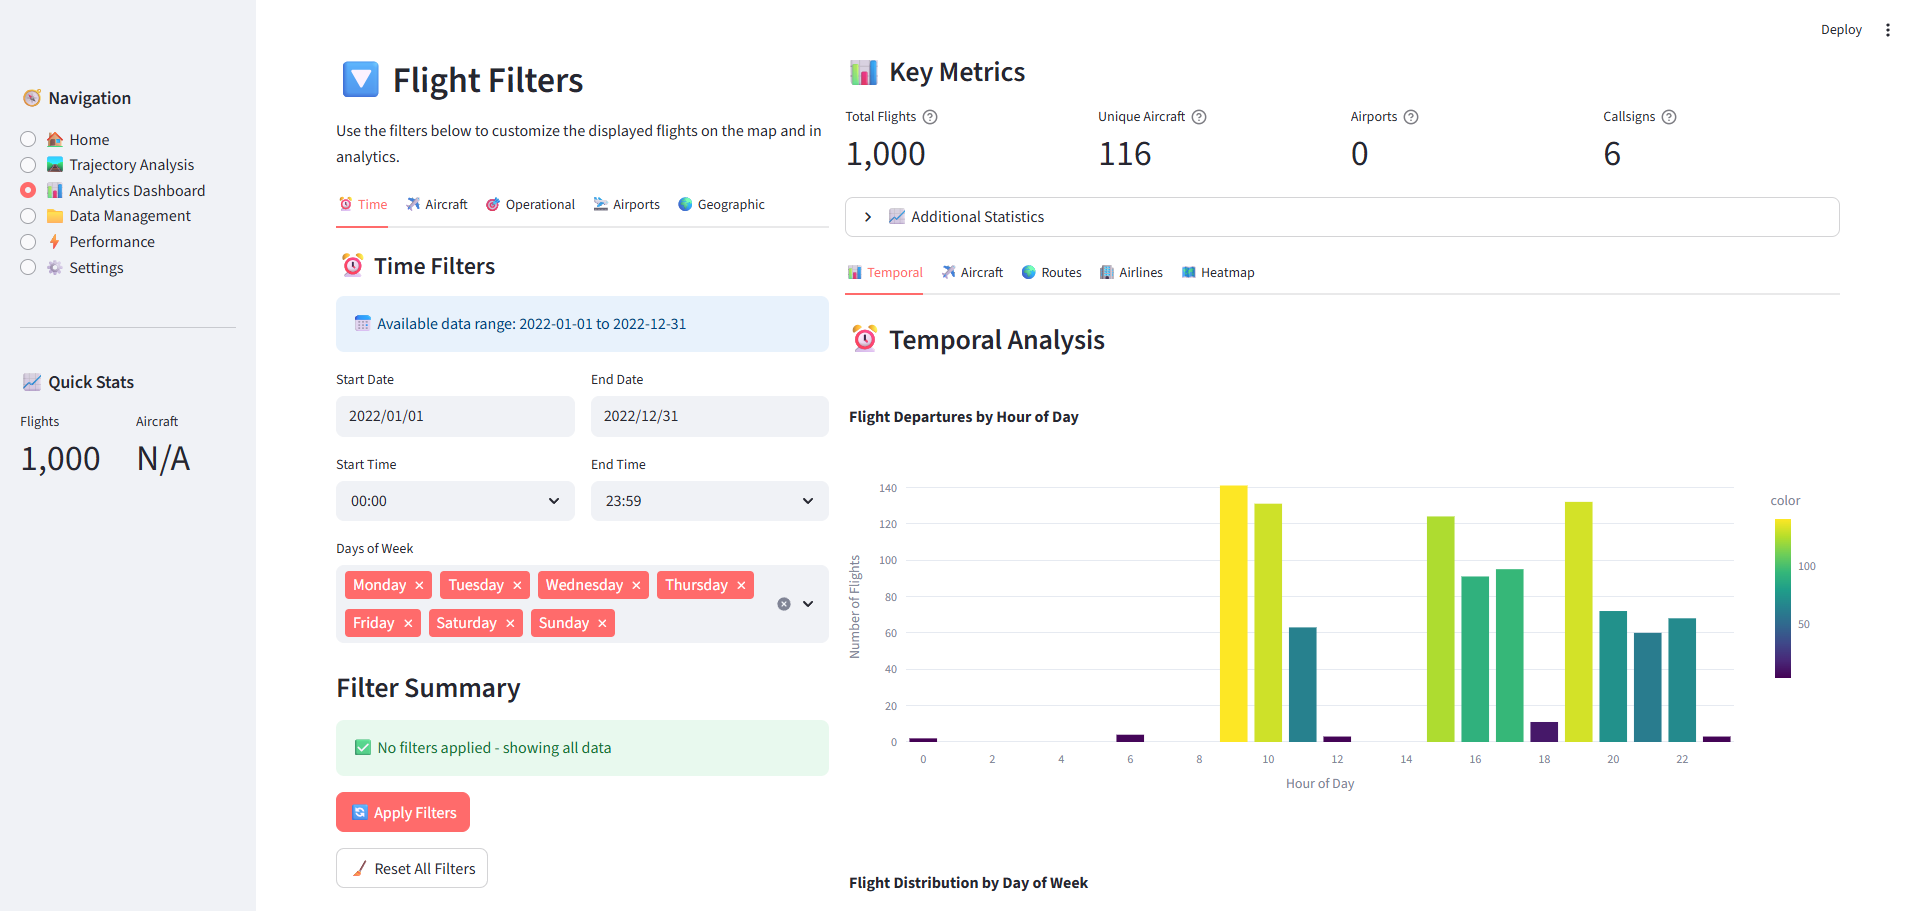 Deploy
Navigation
Home
Trajectory Analysis
Analytics Dashboard
Data Management
Performance
Settings
Quick Stats
Flights Aircraft
1,000 N/A
Flight Filters
Use the filters below to customize the displayed flights on the map and in
analytics.
Time Aircraft Operational Airports Geographic
Time Filters
Available data range: 2022-01-01 to 2022-12-31
Start Date End Date
2022/01/01 2022/12/31
Start Time End Time
00:00 23:59
Days of Week
Monday Tuesday Wednesday Thursday
Friday Saturday Sunday
Filter Summary
No filters applied - showing all data
Apply Filters
Reset All Filters
Key Metrics
Total Flights Unique Aircraft Airports Callsigns
1,000 116 0 6
Additional Statistics
Temporal Aircraft Routes Airlines Heatmap
Temporal Analysis
Flight Departures by Hour of Day
Number of Flights
140
120
100
80
60
40
20
0
0 2 4 6 8 10 12 14 16 18 20 22
Hour of Day
color
100
50
Flight Distribution by Day of Week